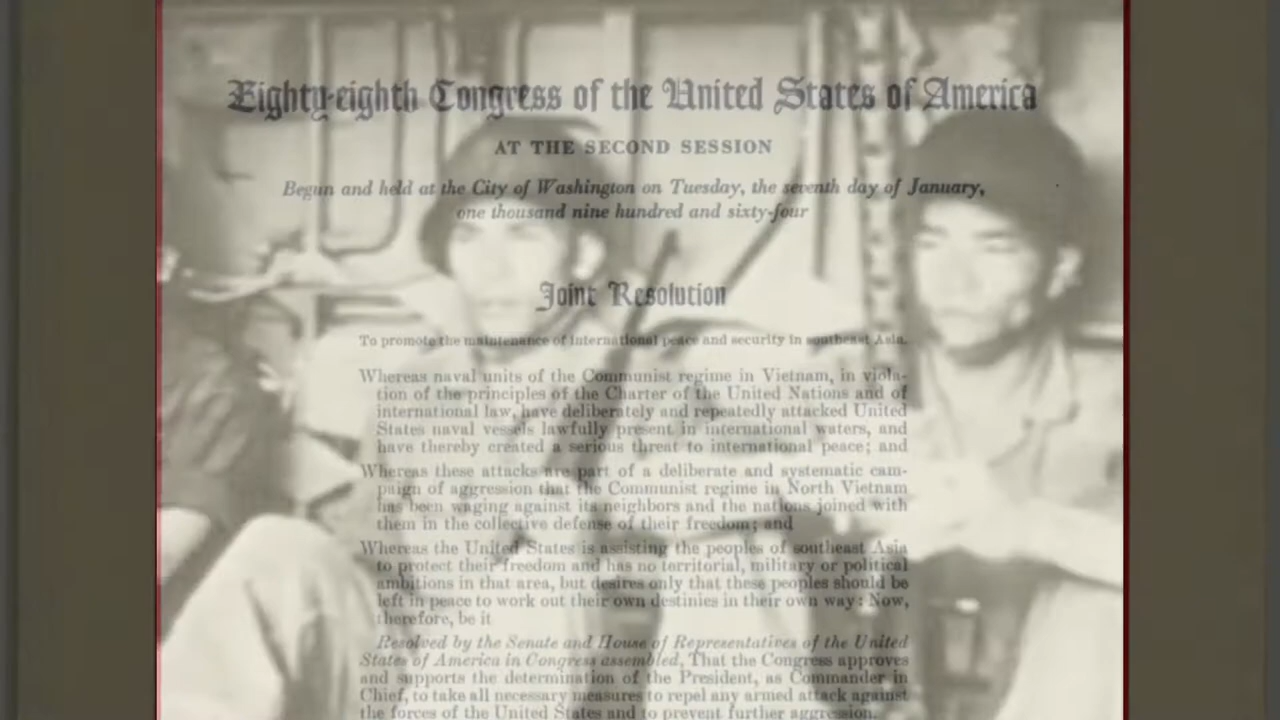 Eighty-eighth Congress of the United States of America
AT THE SECOND SESSION
Begun and held at the City of Washington on Tuesday, the seventh day of January,
one thousand nine hundred and sixty-four
Joint Resolution
To promote the maintenance of international peace and security in southeast Asia.
Whereas naval units of the Communist regime in Vietnam, in viola-
tion of the principles of the Charter of the United Nations and of
international law, have deliberately and repeatedly attacked United
States naval vessels lawfully present in international waters, and
have thereby created a serious threat to international peace; and
Whereas these attacks are part of a deliberate and systematic cam-
paign of aggression that the Communist regime in North Vietnam
has been waging against its neighbors and the nations joined with
them in the collective defense of their freedom; and
Whereas the United States is assisting the peoples of southeast Asia
to protect their freedom and has no territorial, military or political
ambitions in that area, but desires only that these peoples should be
left in peace to work out their own destinies in their own way: Now,
therefore, be it
Resolved by the Senate and House of Representatives of the United
States of America in Congress assembled, That the Congress approves
and supports the determination of the President, as Commander in
Chief, to take all necessary measures to repel any armed attack against
the forces of the United States and to prevent further aggression.